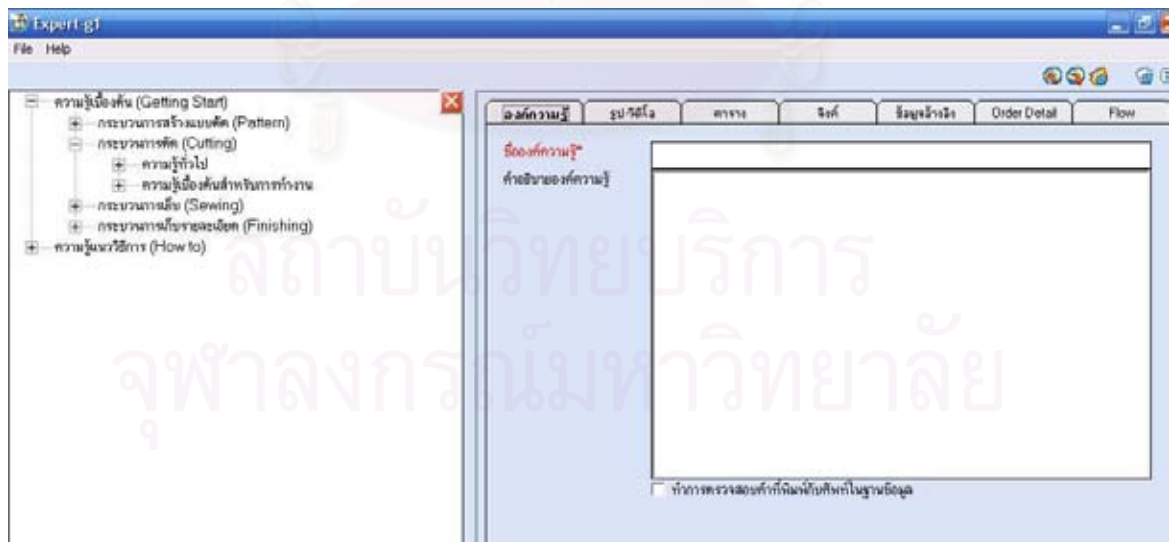 Expert-g1
File Help
ความรู้เบื้องต้น (Getting Start)
กระบวนการสร้างแบบตัด (Pattern)
กระบวนการตัด (Cutting)
ความรู้ทั่วไป
ความรู้เบื้องต้นสำหรับการทำงาน
กระบวนการเย็บ (Sewing)
กระบวนการเก็บรายละเอียด (Finishing)
ความรู้แนววิธีการ (How to)
องค์ความรู้ รูป-วิดีโอ ตาราง ลิงค์ ข้อมูลอ้างอิง Order Detail Flow
ชื่อองค์ความรู้*
คำอธิบายองค์ความรู้
ทำการตรวจสอบคำที่พิมพ์กับศัพท์ในฐานข้อมูล
สถาบันวิทยบริการ
จุฬาลงกรณ์มหาวิทยาลัย